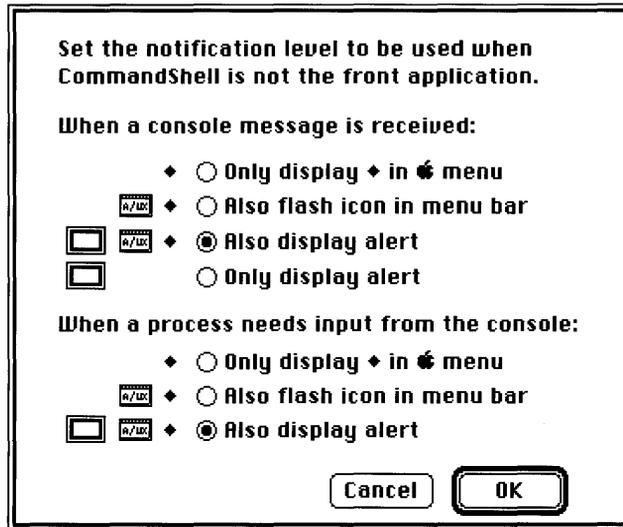 Set the notification level to be used when
CommandShell is not the front application.
When a console message is received:
◆ Only display ◆ in  menu
A/UX ◆ Also flash icon in menu bar
A/UX ◆ Also display alert
Only display alert
When a process needs input from the console:
◆ Only display ◆ in  menu
A/UX ◆ Also flash icon in menu bar
A/UX ◆ Also display alert
Cancel OK